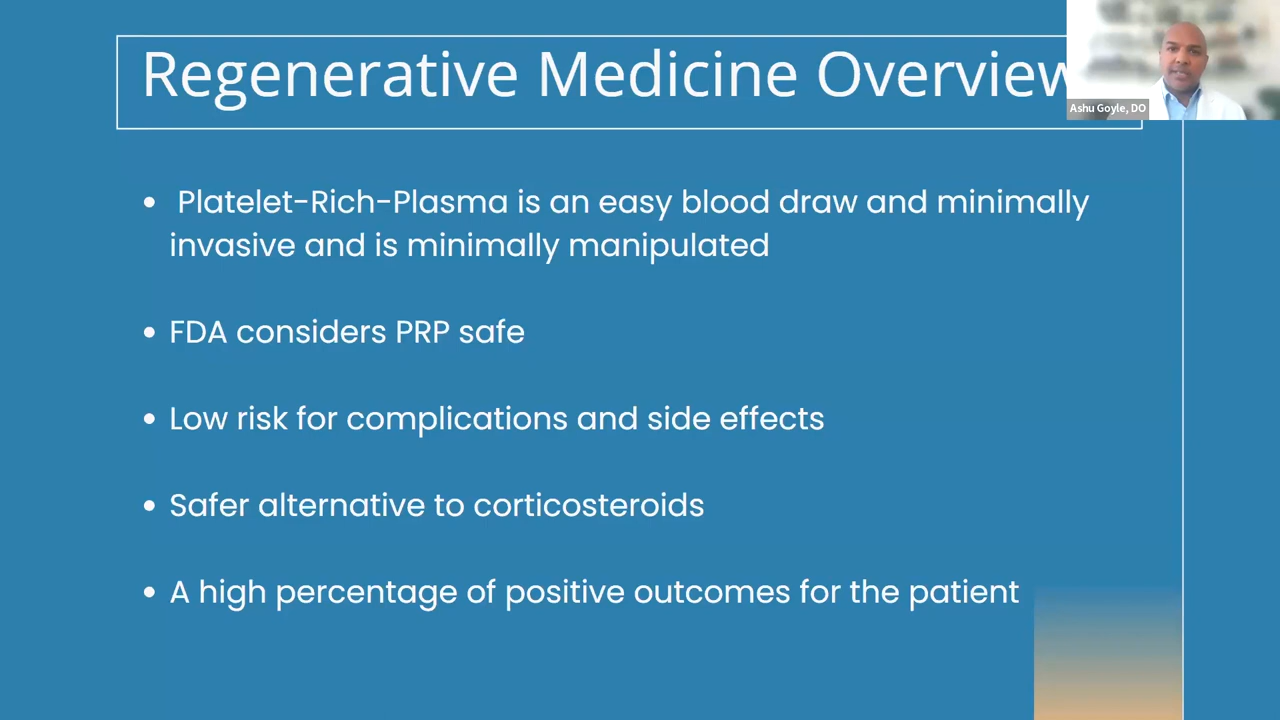 Regenerative Medicine Overview
Ashu Goyle, DO
• Platelet-Rich-Plasma is an easy blood draw and minimally
invasive and is minimally manipulated
• FDA considers PRP safe
• Low risk for complications and side effects
• Safer alternative to corticosteroids
• A high percentage of positive outcomes for the patient